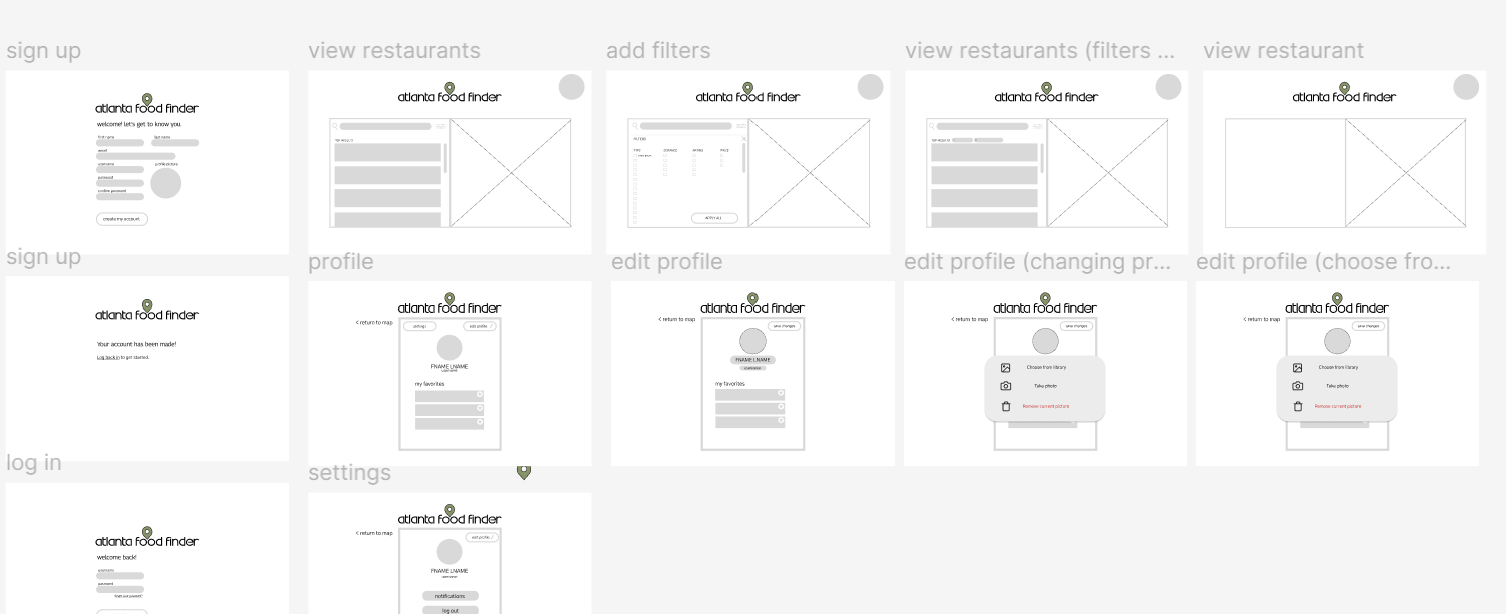 sign up
view restaurants
add filters
view restaurants (filters ...
view restaurant
atlanta food finder
welcome! let's get to know you.
first name
last name
email
username
profile picture
password
confirm password
create my account
atlanta food finder
TOP RESULTS
atlanta food finder
FILTERS
TYPE
RATING
PRICE
APPLY ALL
atlanta food finder
TOP RESULTS
atlanta food finder
sign up
profile
edit profile
edit profile (changing pr...
edit profile (choose fro...
atlanta food finder
Your account has been made!
Log back in to get started.
atlanta food finder
< return to map
settings
edit profile
FNAME LNAME
username
my favorites
atlanta food finder
< return to map
save changes
FNAME LNAME
username
my favorites
atlanta food finder
< return to map
save changes
Choose from library
Take photo
Remove current picture
atlanta food finder
< return to map
save changes
Choose from library
Take photo
Remove current picture
log in
settings
atlanta food finder
welcome back!
username
password
atlanta food finder
< return to map
edit profile
FNAME LNAME
username
notifications
log out